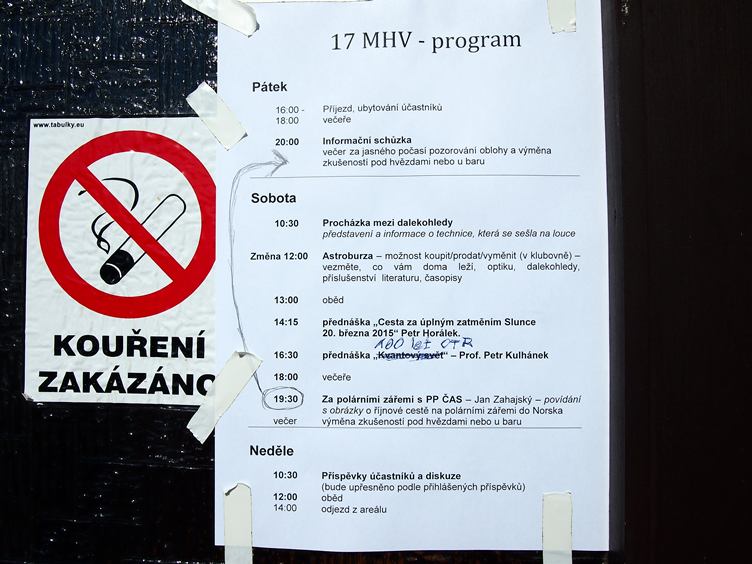 www.tabulky.eu
KOUŘENÍ
ZAKÁZÁNO
17 MHV - program
Pátek
16:00 - Příjezd, ubytování účastníků
18:00 večeře
20:00 Informační schůzka
večer za jasného počasí pozorování oblohy a výměna
zkušeností pod hvězdami nebo u baru
Sobota
10:30 Procházka mezi dalekohledy
představení a informace o technice, která se sešla na louce
Změna 12:00 Astroburza – možnost koupit/prodat/vyměnit (v klubovně) –
vezměte, co vám doma leží, optiku, dalekohledy,
příslušenství literaturu, časopisy
13:00 oběd
14:15 přednáška „Cesta za úplným zatměním Slunce
20. března 2015" Petr Horálek.
100 let OTR
16:30 přednáška „Kvantový svět" – Prof. Petr Kulhánek
18:00 večeře
19:30 Za polárními zářemi s PP ČAS – Jan Zahajský – povídání
s obrázky o říjnové cestě na polárními zářemi do Norska
večer výměna zkušeností pod hvězdami nebo u baru
Neděle
10:30 Příspěvky účastníků a diskuze
(bude upřesněno podle přihlášených příspěvků)
12:00 oběd
14:00 odjezd z areálu